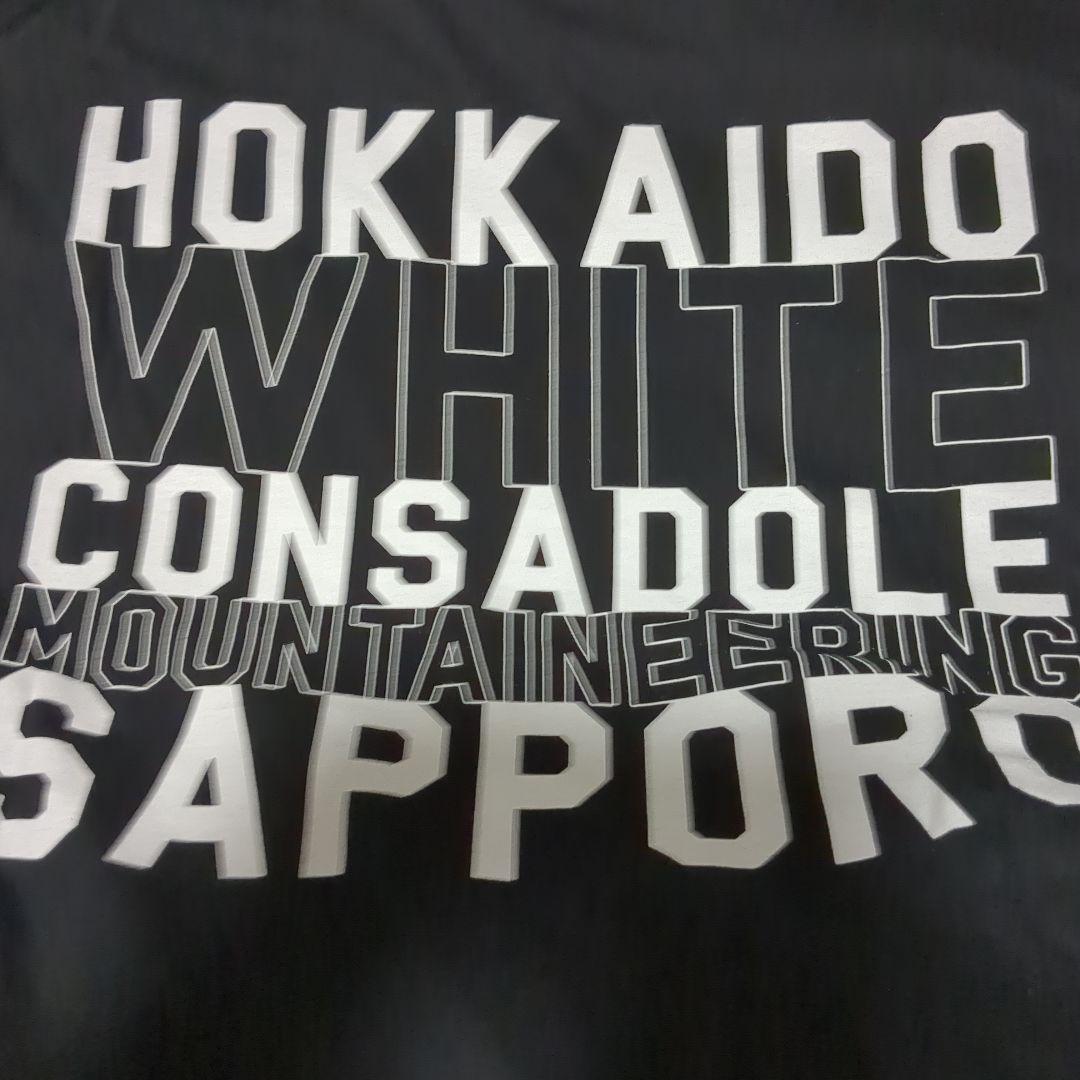 HOKKAIDO
WHITE
CONSADOLE
MOUNTAINEERING
SAPPORO